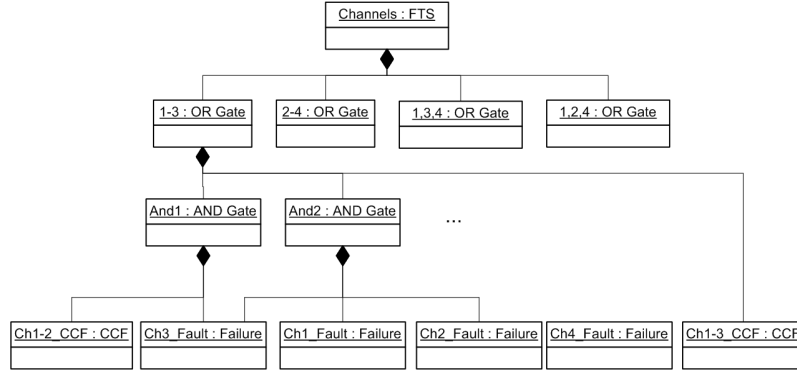 Channels : FTS
1-3 : OR Gate
2-4 : OR Gate
1,3,4 : OR Gate
1,2,4 : OR Gate
And1 : AND Gate
And2 : AND Gate
...
Ch1-2_CCF : CCF
Ch3_Fault : Failure
Ch1_Fault : Failure
Ch2_Fault : Failure
Ch4_Fault : Failure
Ch1-3_CCF : CCF